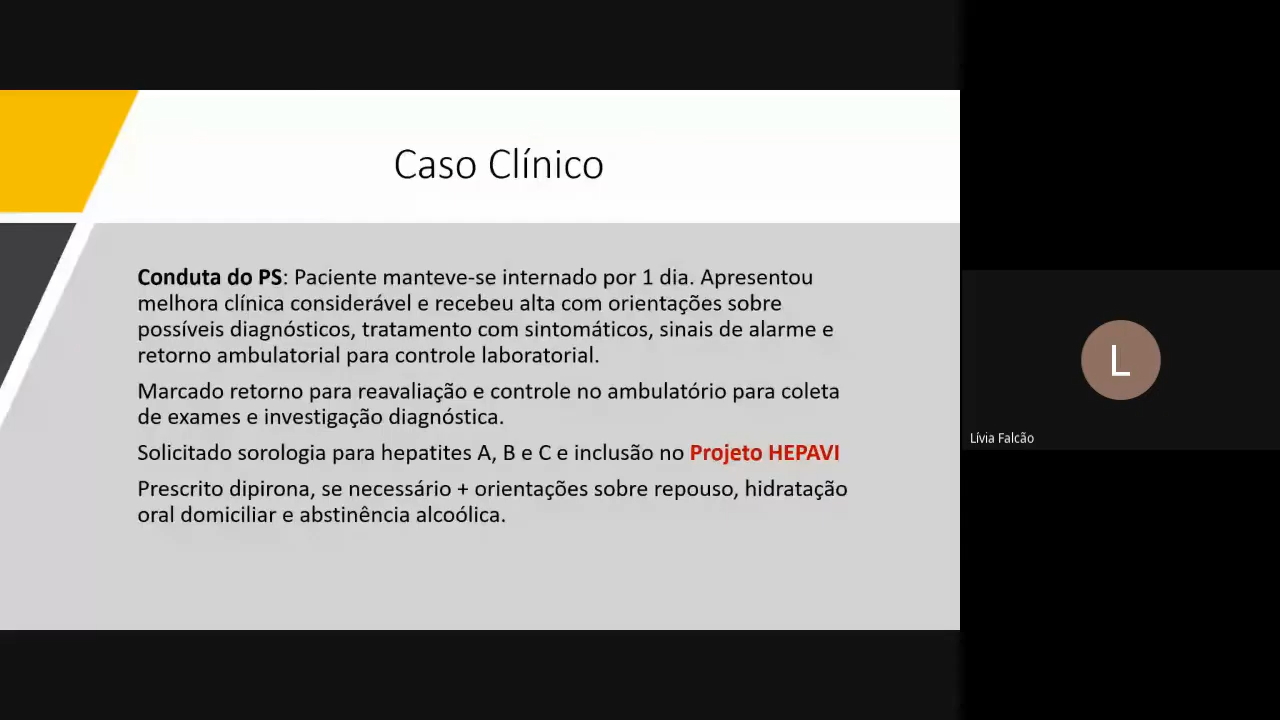 Caso Clínico
Conduta do PS: Paciente manteve-se internado por 1 dia. Apresentou
melhora clínica considerável e recebeu alta com orientações sobre
possíveis diagnósticos, tratamento com sintomáticos, sinais de alarme e
retorno ambulatorial para controle laboratorial.
Marcado retorno para reavaliação e controle no ambulatório para coleta
de exames e investigação diagnóstica.
Solicitado sorologia para hepatites A, B e C e inclusão no Projeto HEPAVI
Prescrito dipirona, se necessário + orientações sobre repouso, hidratação
oral domiciliar e abstinência alcoólica.
L
Lívia Falcão